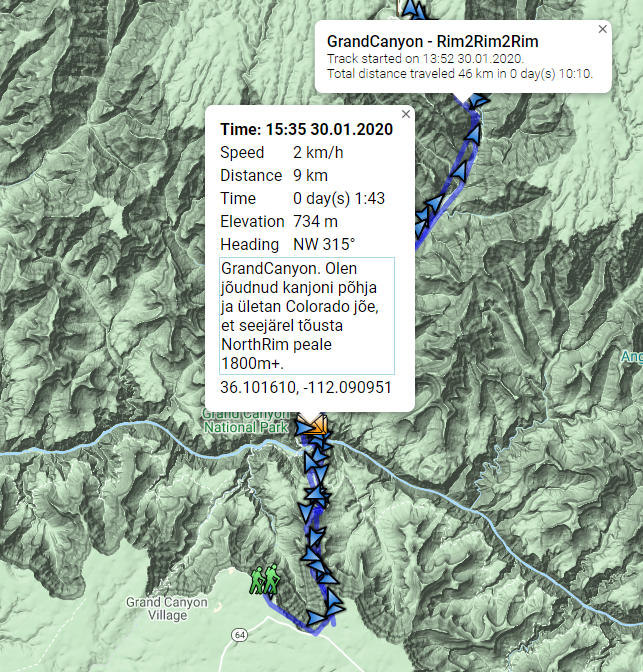 GrandCanyon - Rim2Rim2Rim
Track started on 13:52 30.01.2020.
Total distance traveled 46 km in 0 day(s) 10:10.
Time: 15:35 30.01.2020
Speed 2 km/h
Distance 9 km
Time 0 day(s) 1:43
Elevation 734 m
Heading NW 315°
GrandCanyon. Olen
jõudnud kanjoni põhja
ja ületan Colorado jõe,
et seejärel tõusta
NorthRim peale
1800m+.
36.101610, -112.090951
Ang
Grand Canyon
National Park
Grand Canyon
Village
64